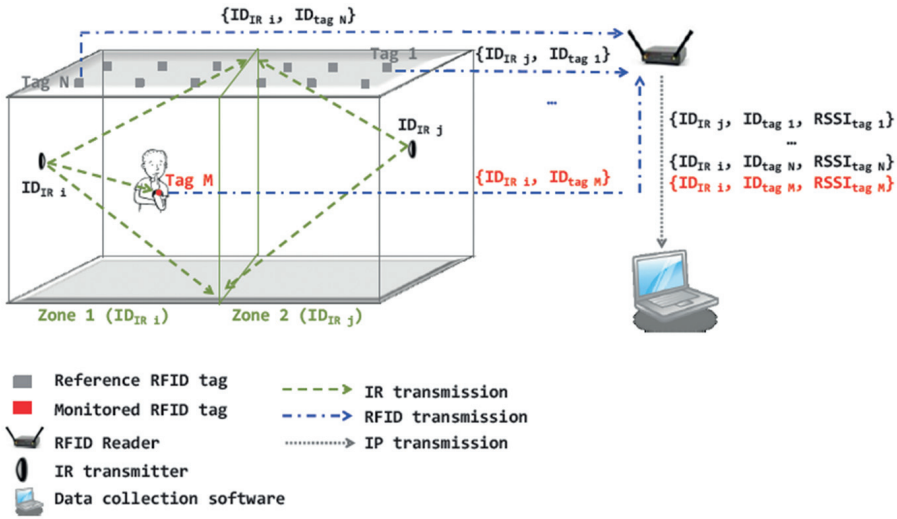 {ID_IR i, ID_tag N}
Tag 1
{ID_IR j, ID_tag 1}
Tag N
...
ID_IR j
{ID_IR j, ID_tag 1, RSSI_tag 1}
...
{ID_IR i, ID_tag N, RSSI_tag N}
{ID_IR i, ID_tag M, RSSI_tag M}
ID_IR i
Tag M
{ID_IR i, ID_tag M}
Zone 1 (ID_IR i)
Zone 2 (ID_IR j)
Reference RFID tag
Monitored RFID tag
RFID Reader
IR transmitter
Data collection software
IR transmission
RFID transmission
IP transmission